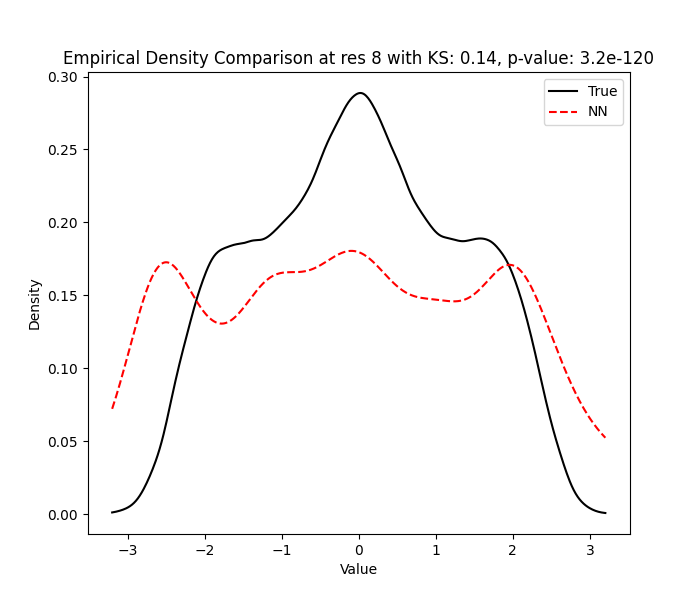 Empirical Density Comparison at res 8 with KS: 0.14, p-value: 3.2e-120
0.30
0.25
0.20
0.15
0.10
0.05
0.00
Density
True
NN
−3 −2 −1 0 1 2 3
Value